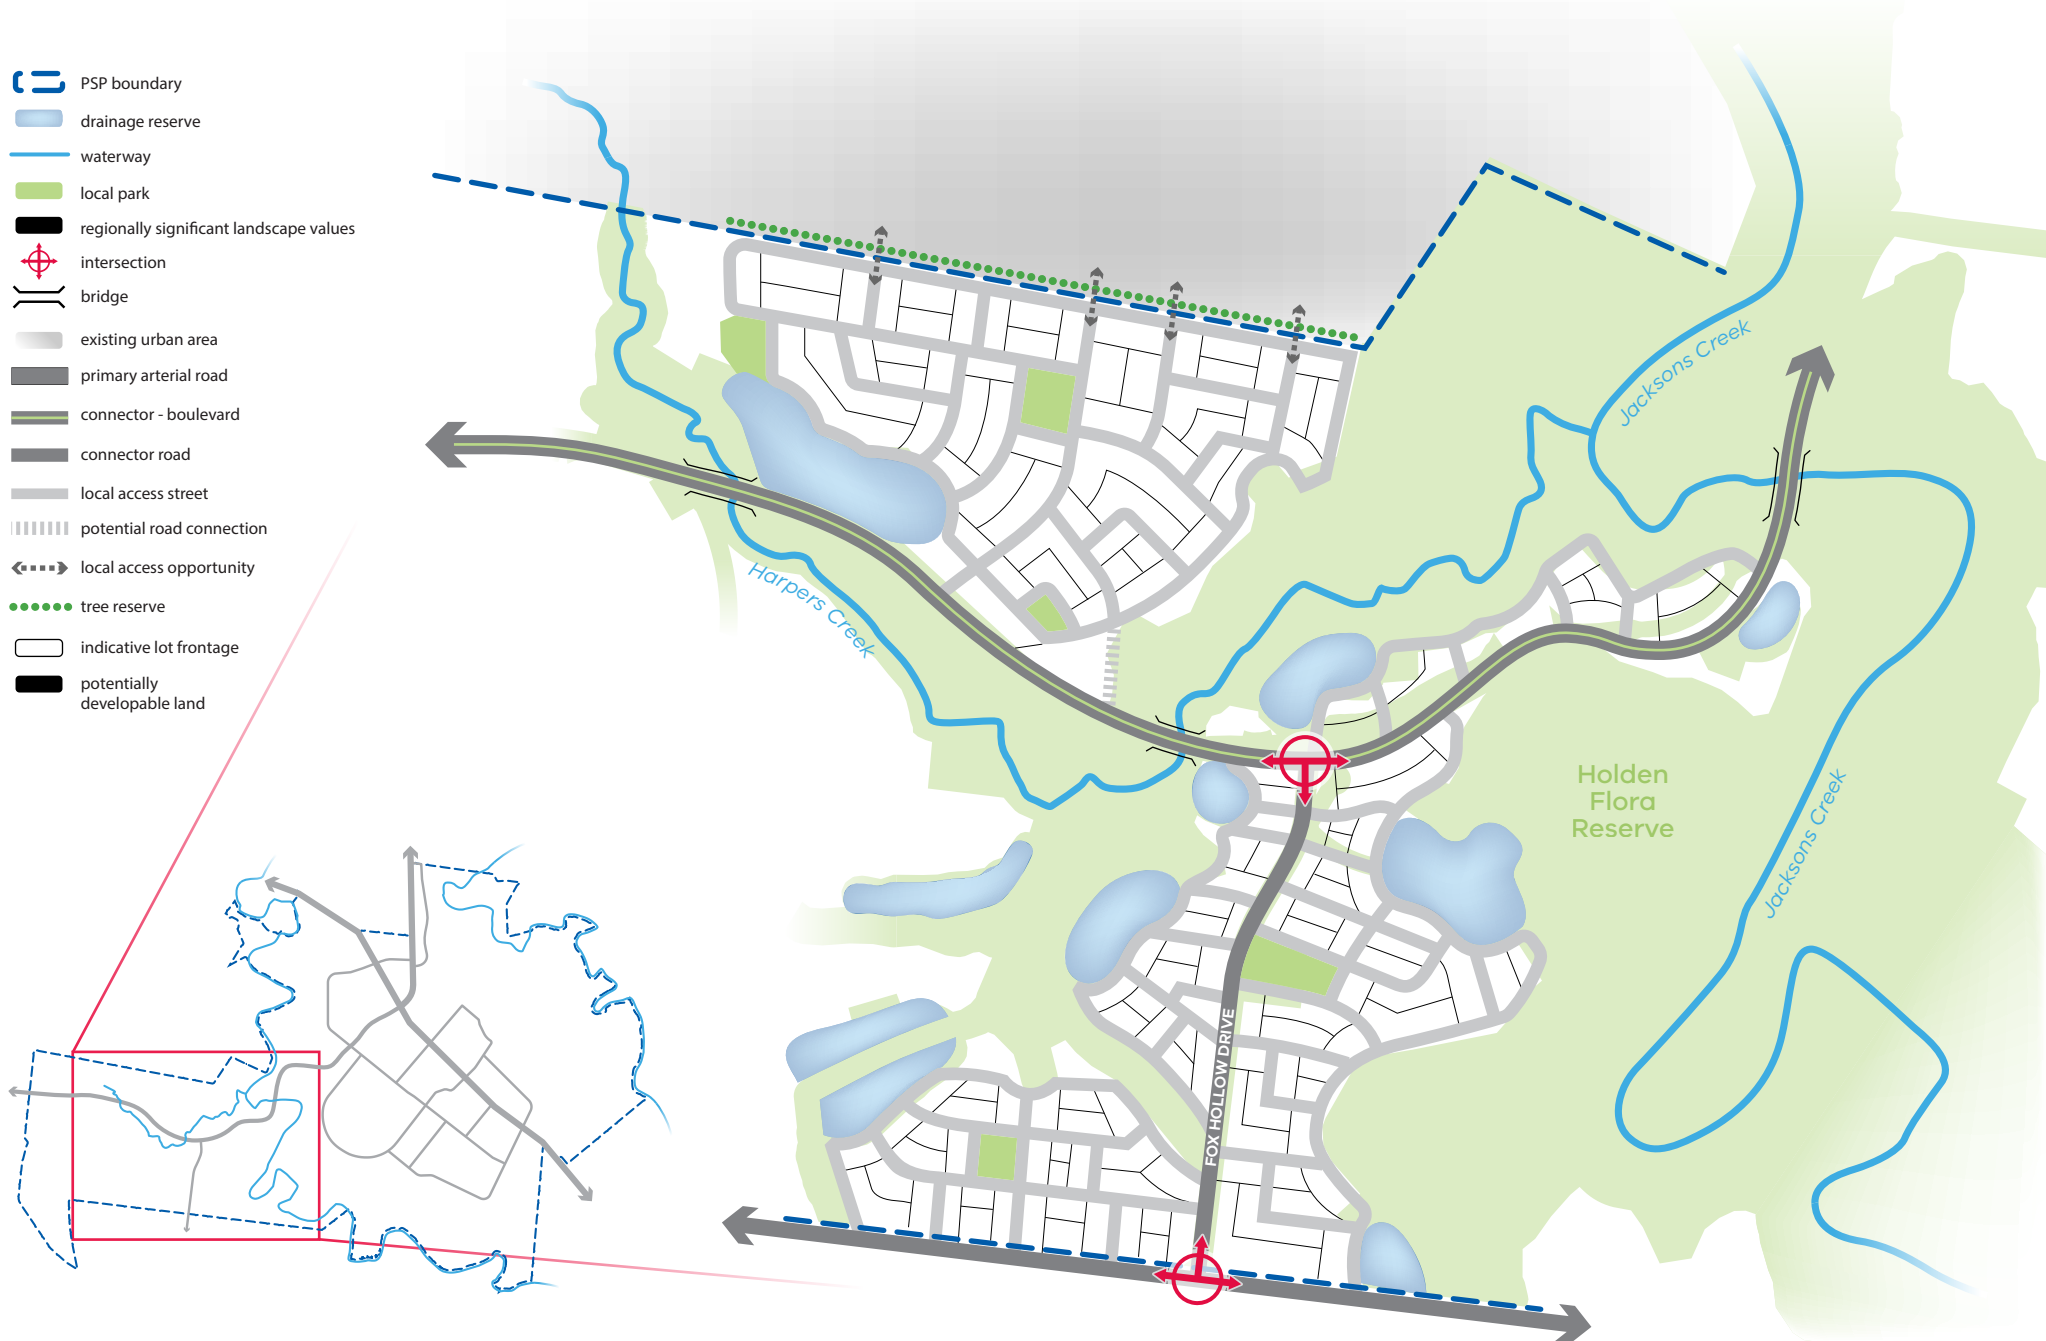 PSP boundary
drainage reserve
waterway
local park
regionally significant landscape values
intersection
bridge
existing urban area
primary arterial road
connector - boulevard
connector road
local access street
potential road connection
local access opportunity
tree reserve
indicative lot frontage
potentially
developable land
Jacksons Creek
Harpers Creek
Holden
Flora
Reserve
Jacksons Creek
FOX HOLLOW DRIVE